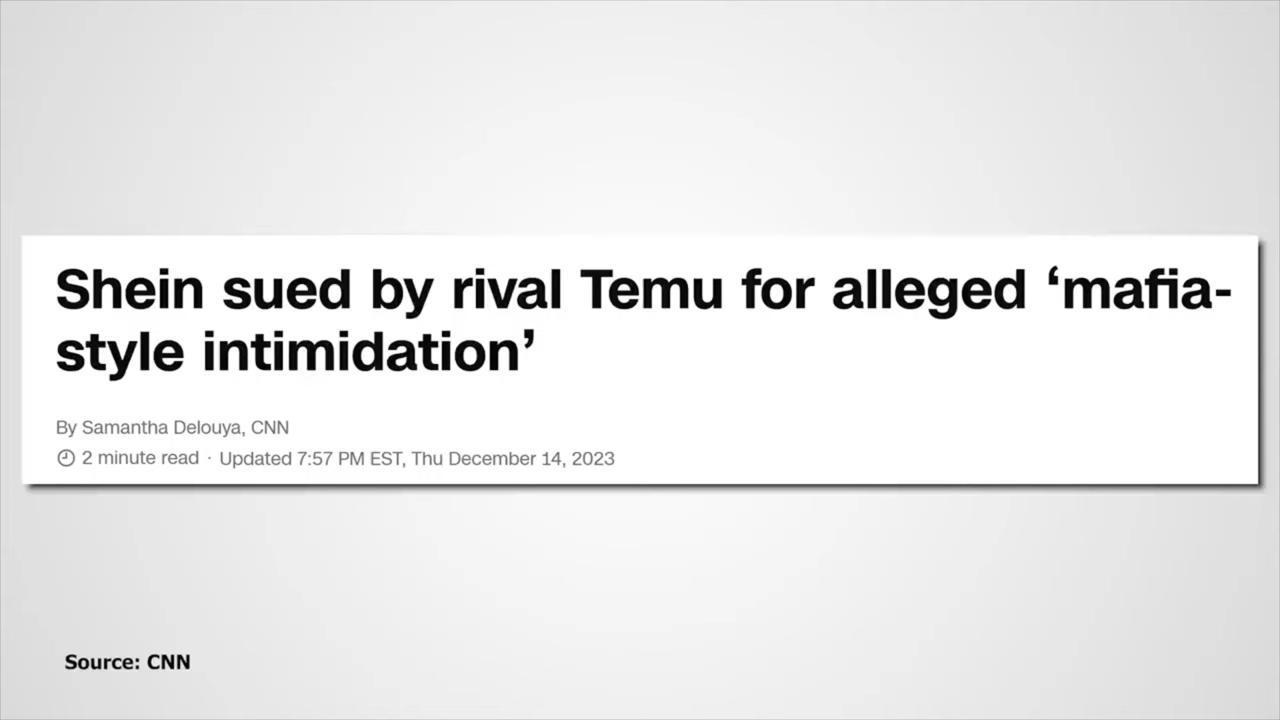 Shein sued by rival Temu for alleged ‘mafia-
style intimidation’
By Samantha Delouya, CNN
2 minute read · Updated 7:57 PM EST, Thu December 14, 2023
Source: CNN